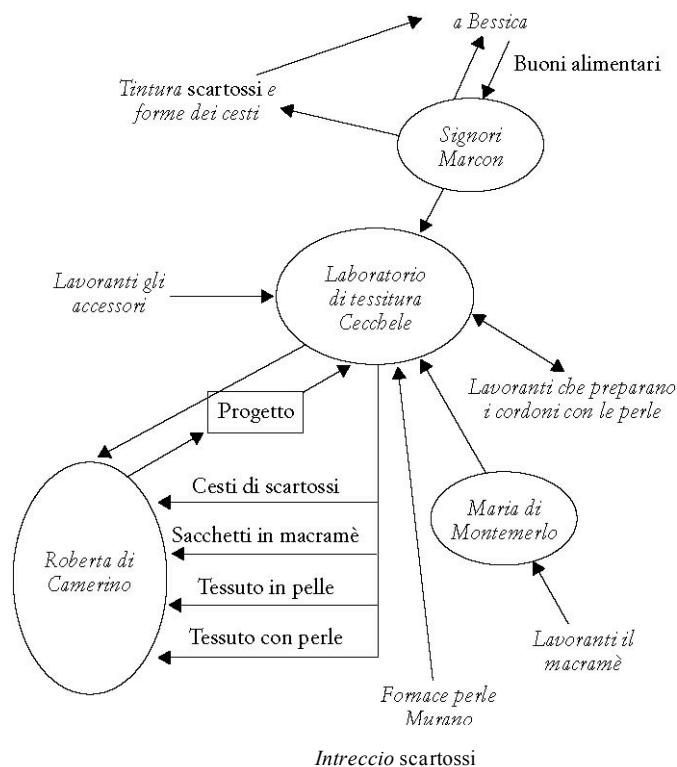 a Bessica
Buoni alimentari
Tintura scartossi e
forme dei cesti
Signori
Marcon
Lavoranti gli
accessori
Laboratorio
di tessitura
Cecchele
Lavoranti che preparano
i cordoni con le perle
Progetto
Cesti di scartossi
Sacchetti in macramè
Tessuto in pelle
Tessuto con perle
Roberta di
Camerino
Maria di
Montemerlo
Lavoranti il
macramè
Fornace perle
Murano
Intreccio scartossi